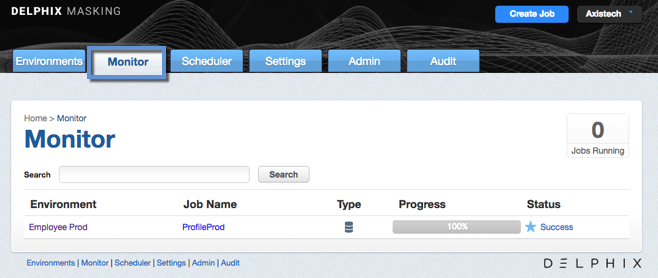 DELPHIX MASKING
Create Job
Axistech
Environments
Monitor
Scheduler
Settings
Admin
Audit
Home > Monitor
Monitor
0
Jobs Running
Search
Search
Environment Job Name Type Progress Status
Employee Prod ProfileProd 100% Success
Environments | Monitor | Scheduler | Settings | Admin | Audit
DELPHIX